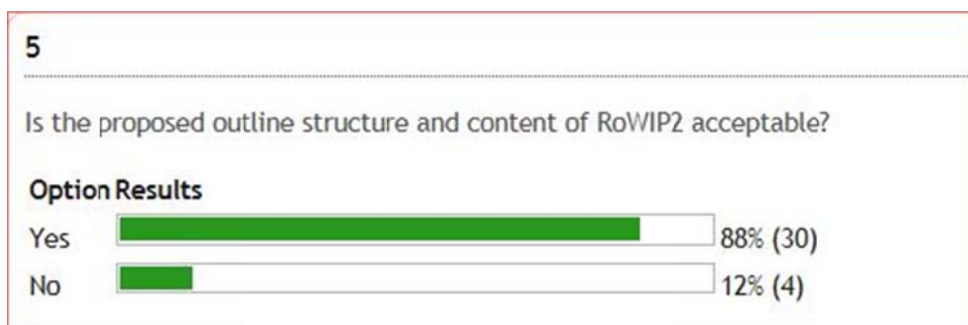 5
Is the proposed outline structure and content of RoWIP2 acceptable?
Option Results
Yes 88% (30)
No 12% (4)